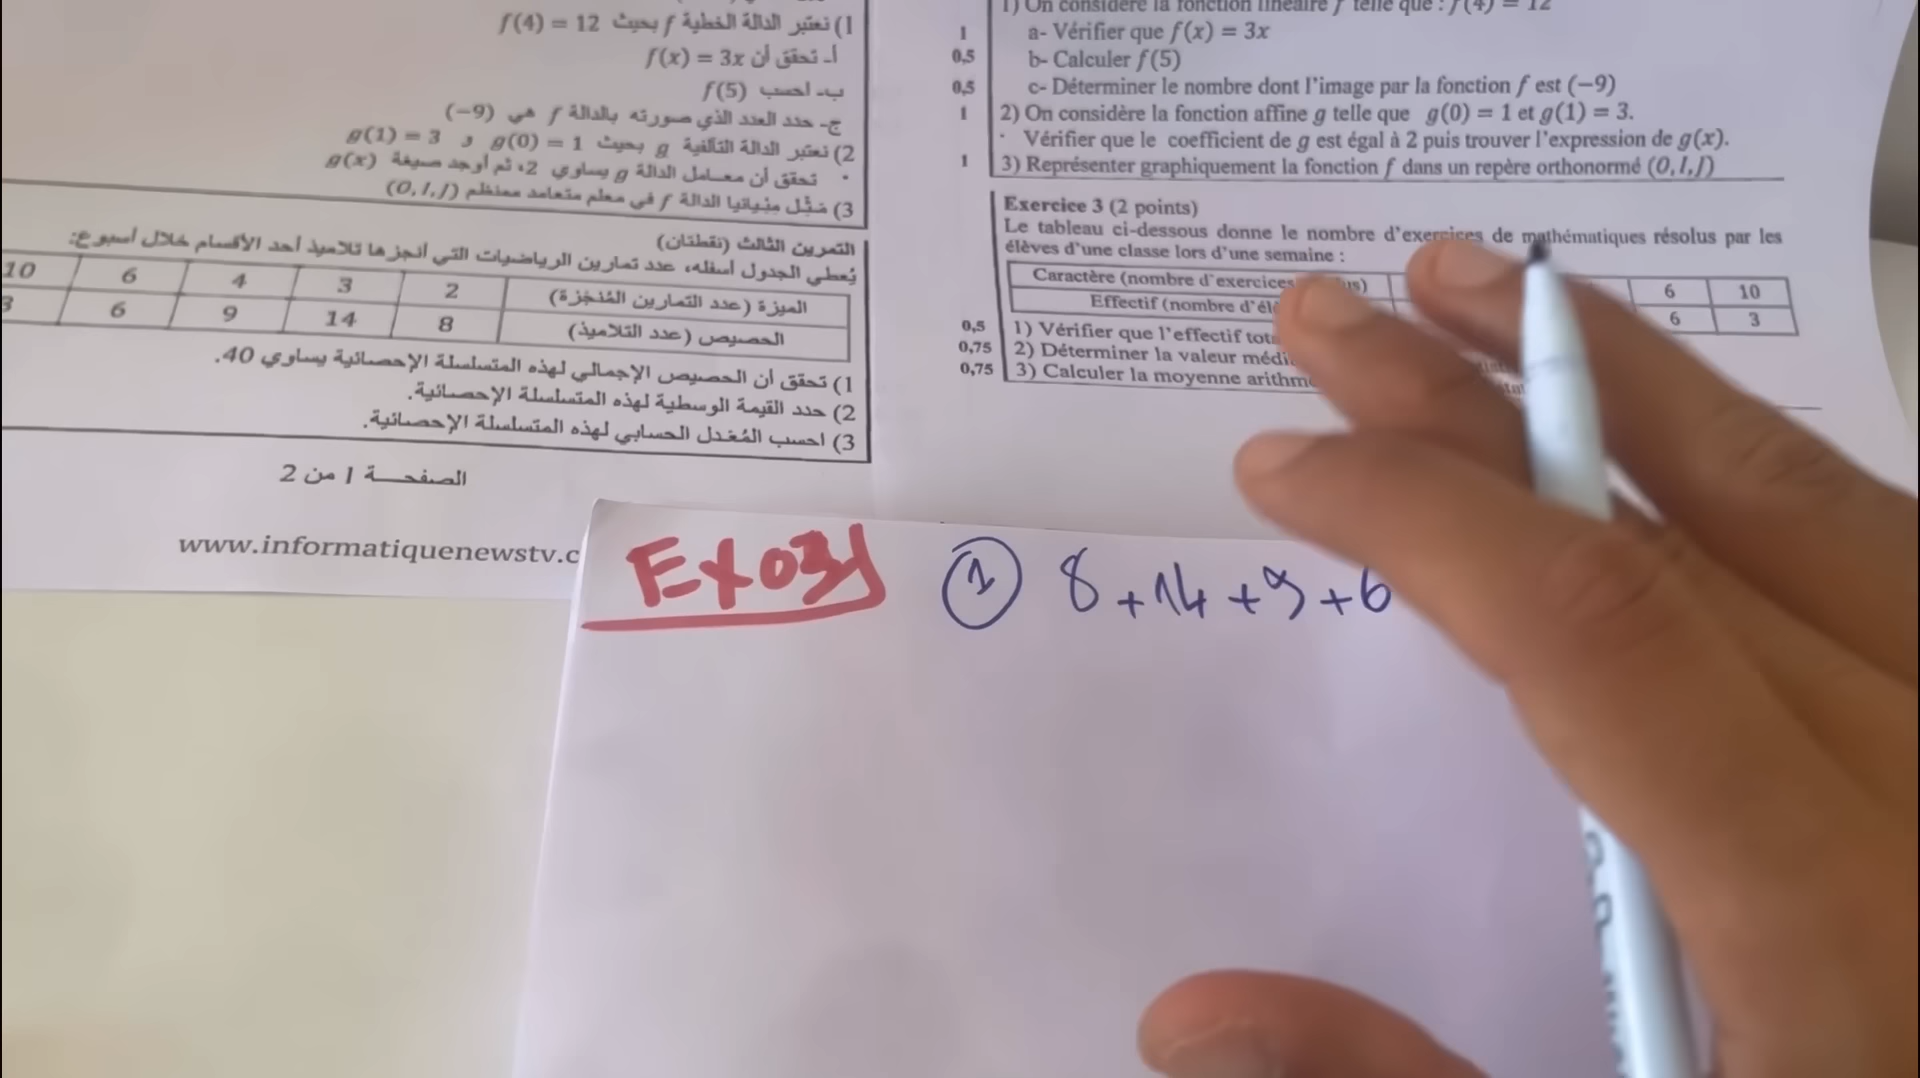 1) نعتبر الدالة الخطية f بحيث f(4) = 12
أ- تحقق أن f(x) = 3x
ب- احسب f(5)
ج- حدد العدد الذي صورته بالدالة f هي (−9)
2) نعتبر الدالة التآلفية g بحيث g(0) = 1 و g(1) = 3
· تحقق أن معامل الدالة g يساوي 2، ثم أوجد صيغة g(x)
3) مَثِّل مبيانيا الدالة f في معلم متعامد ممنظم (O, I, J)
التمرين الثالث (نقطتان)
يُعطي الجدول أسفله، عدد تمارين الرياضيات التي أنجزها تلاميذ أحد الأقسام خلال أسبوع:
الميزة (عدد التمارين المُنجَزة) 2 3 4 6 10
الحصيص (عدد التلاميذ) 8 14 9 6 3
1) تحقق أن الحصيص الإجمالي لهذه المتسلسلة الإحصائية يساوي 40.
2) حدد القيمة الوسطية لهذه المتسلسلة الإحصائية.
3) احسب المُعَدل الحسابي لهذه المتسلسلة الإحصائية.
الصفحة 1 من 2
www.informatiquenewstv.c
1) On considère la fonction linéaire f telle que : f(4) = 12
1 a- Vérifier que f(x) = 3x
0,5 b- Calculer f(5)
0,5 c- Déterminer le nombre dont l'image par la fonction f est (−9)
1 2) On considère la fonction affine g telle que g(0) = 1 et g(1) = 3.
· Vérifier que le coefficient de g est égal à 2 puis trouver l'expression de g(x).
1 3) Représenter graphiquement la fonction f dans un repère orthonormé (O, I, J)
Exercice 3 (2 points)
Le tableau ci-dessous donne le nombre d'exercices de mathématiques résolus par les
élèves d'une classe lors d'une semaine :
Caractère (nombre d'exercices 6 10
Effectif (nombre d'élè 6 3
0,5 1) Vérifier que l'effectif tot
0,75 2) Déterminer la valeur médi
0,75 3) Calculer la moyenne arithm
Exo3 ① 8 + 14 + 9 + 6